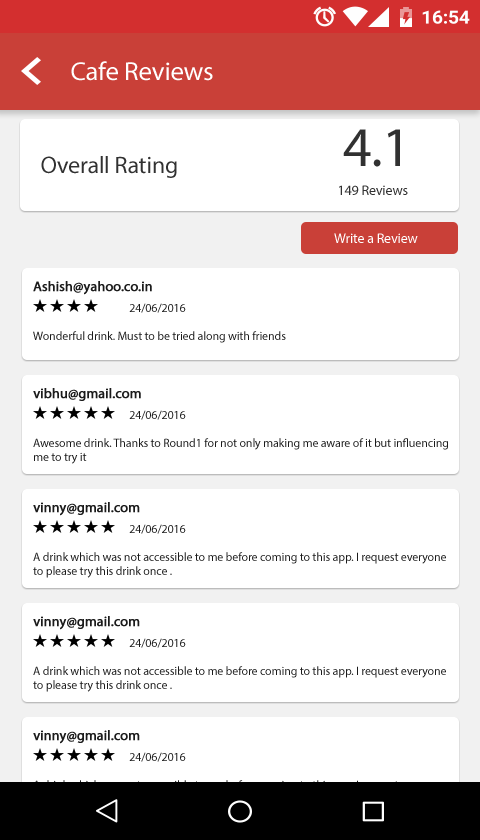 16:54
Cafe Reviews
Overall Rating
4.1
149 Reviews
Write a Review
Ashish@yahoo.co.in
★★★★ 24/06/2016
Wonderful drink. Must to be tried along with friends
vibhu@gmail.com
★★★★★ 24/06/2016
Awesome drink. Thanks to Round1 for not only making me aware of it but influencing
me to try it
vinny@gmail.com
★★★★★ 24/06/2016
A drink which was not accessible to me before coming to this app. I request everyone
to please try this drink once .
vinny@gmail.com
★★★★★ 24/06/2016
A drink which was not accessible to me before coming to this app. I request everyone
to please try this drink once .
vinny@gmail.com
★★★★★ 24/06/2016